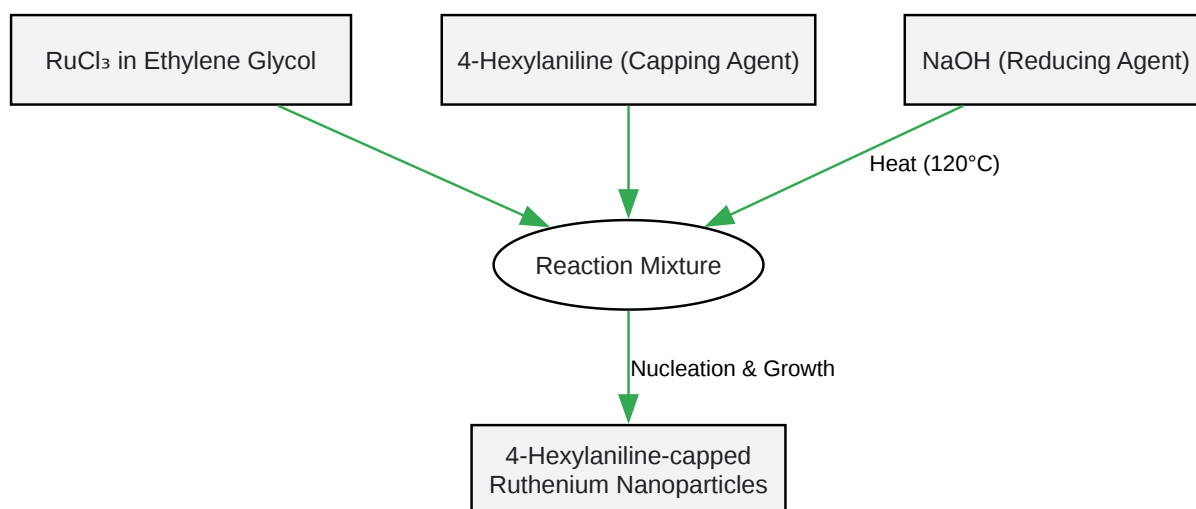 RuCl₃ in Ethylene Glycol
4-Hexylaniline (Capping Agent)
NaOH (Reducing Agent)
Heat (120°C)
Reaction Mixture
Nucleation & Growth
4-Hexylaniline-capped
Ruthenium Nanoparticles